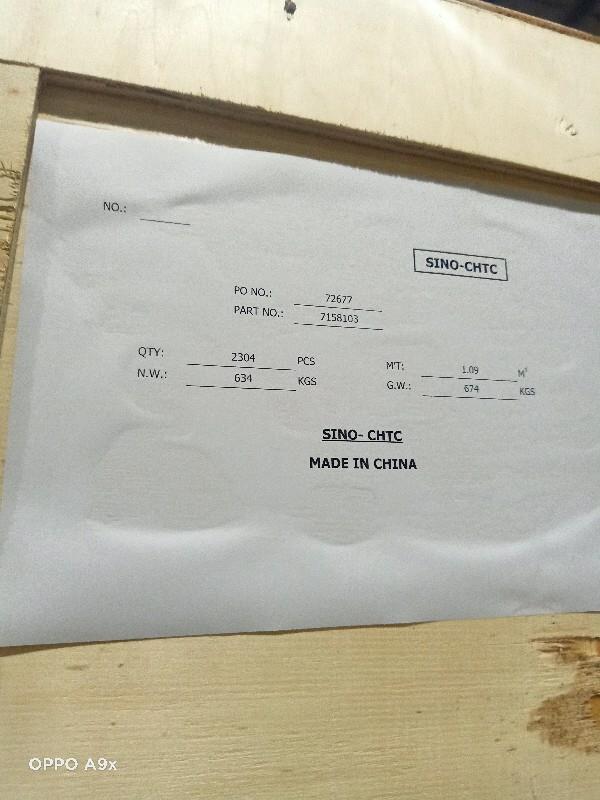 NO.:
SINO-CHTC
PO NO.: 72677
PART NO.: 7158103
QTY: 2304 PCS M'T: 1.09 M³
N.W.: 634 KGS G.W.: 674 KGS
SINO- CHTC
MADE IN CHINA
OPPO A9x